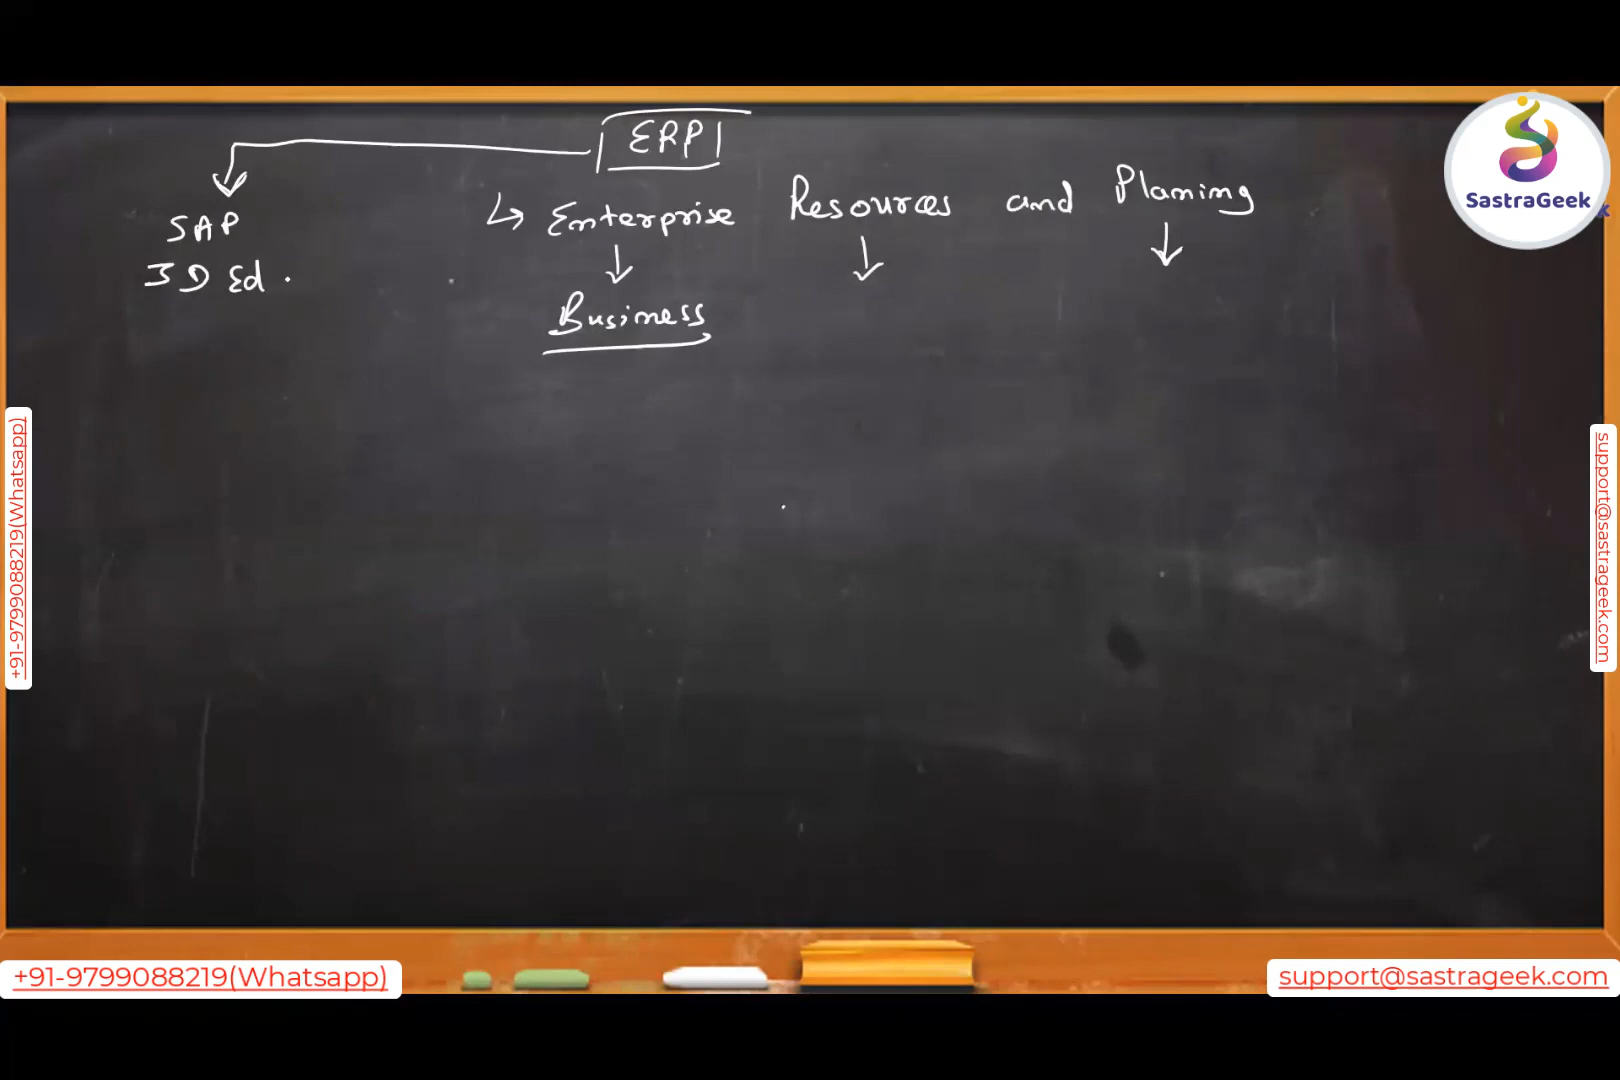 ERP
Enterprise Resources and Planning
SAP
JD Ed.
Business
SastraGeek
+91-9799088219(Whatsapp)
support@sastrageek.com
+91-9799088219(Whatsapp)
support@sastrageek.com